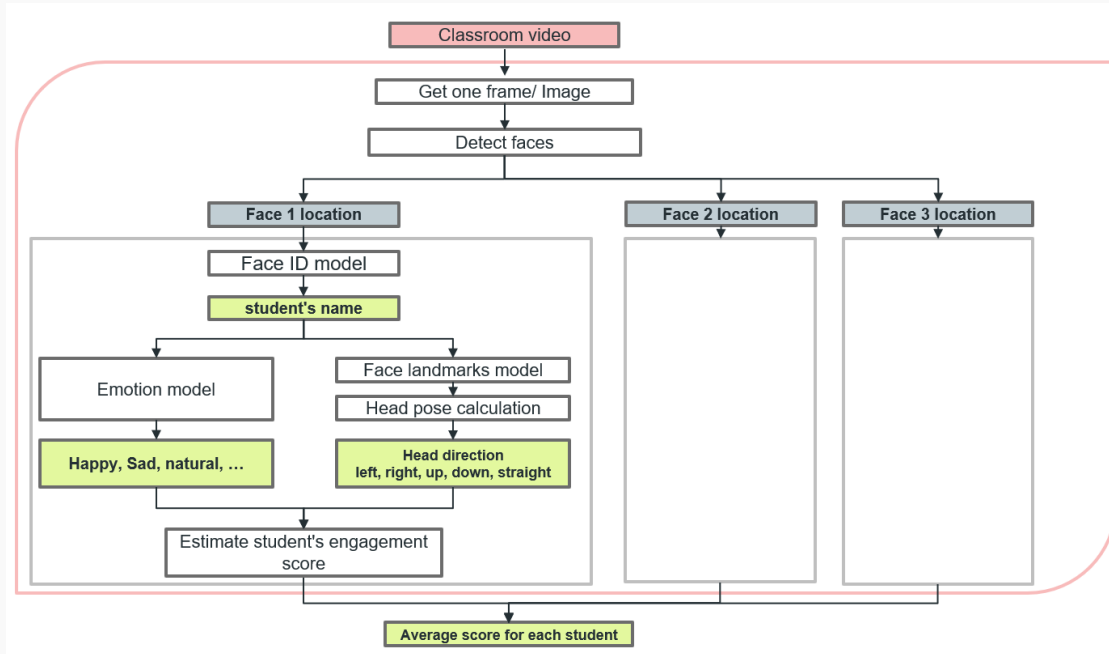 Classroom video
Get one frame/ Image
Detect faces
Face 1 location
Face 2 location
Face 3 location
Face ID model
student's name
Emotion model
Face landmarks model
Head pose calculation
Happy, Sad, natural, ...
Head direction
left, right, up, down, straight
Estimate student's engagement
score
Average score for each student